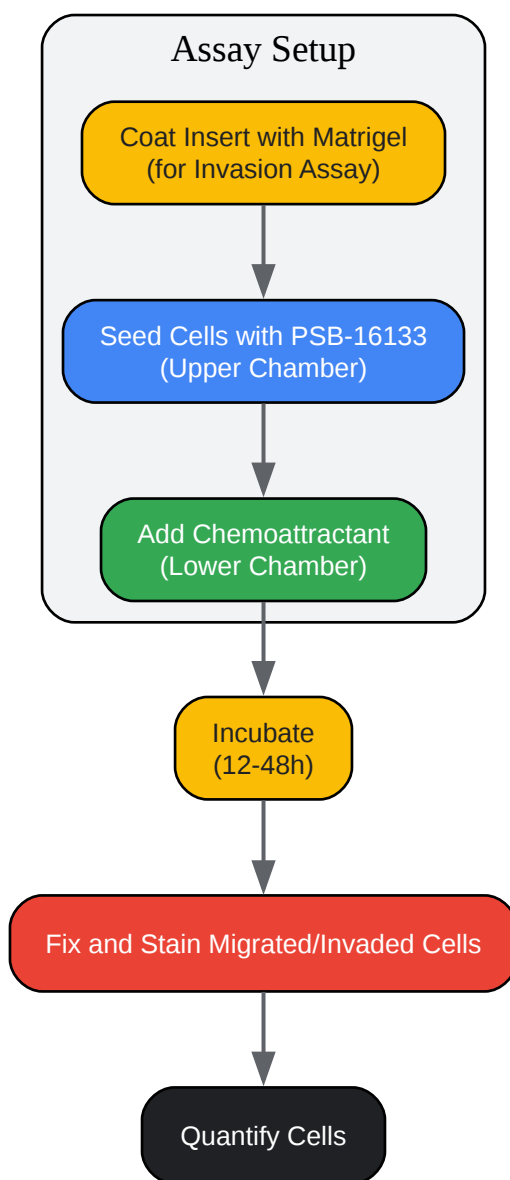 Assay Setup
Coat Insert with Matrigel
(for Invasion Assay)
Seed Cells with PSB-16133
(Upper Chamber)
Add Chemoattractant
(Lower Chamber)
Incubate
(12-48h)
Fix and Stain Migrated/Invaded Cells
Quantify Cells